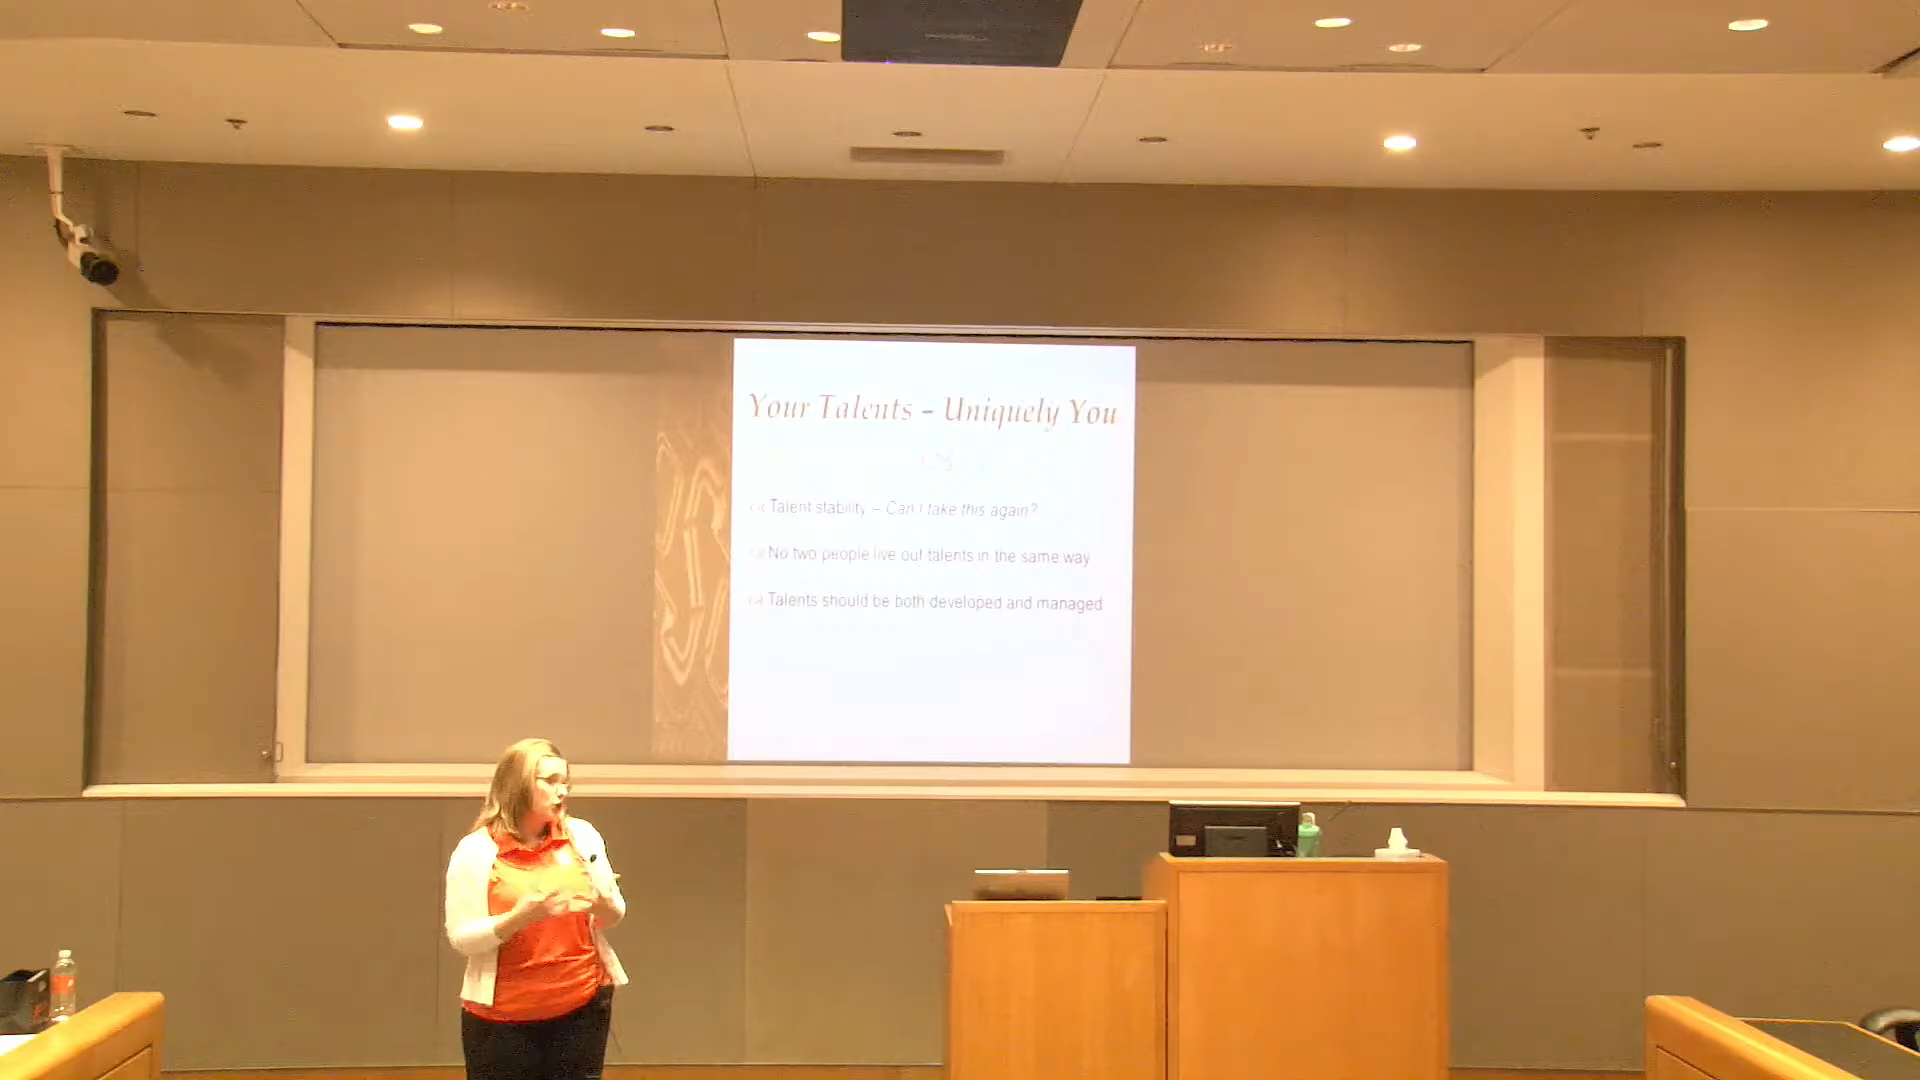 Your Talents – Uniquely You
Talent stability – Can I take this again?
No two people live out talents in the same way
Talents should be both developed and managed